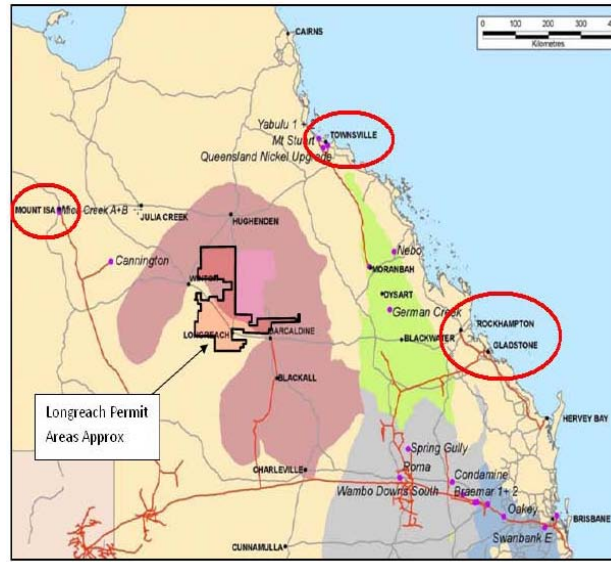 0 100 200 300 40
Kilometres
CAIRNS
Yabulu 1 + 2
TOWNSVILLE
Mt Stuart
Queensland Nickel Upgrade
MOUNT ISA
Mica Creek A+B
JULIA CREEK
HUGHENDEN
Cannington
Nebo
MORANBAH
WINTON
DYSART
German Creek
ROCKHAMPTON
LONGREACH
BARCALDINE
BLACKWATER
GLADSTONE
BLACKALL
Longreach Permit
Areas Approx
HERVEY BAY
Spring Gully
CHARLEVILLE
Roma
Condamine
Wambo Downs South
Braemar 1+ 2
Oakey
BRISBANE
Swanbank E
CUNNAMULLA